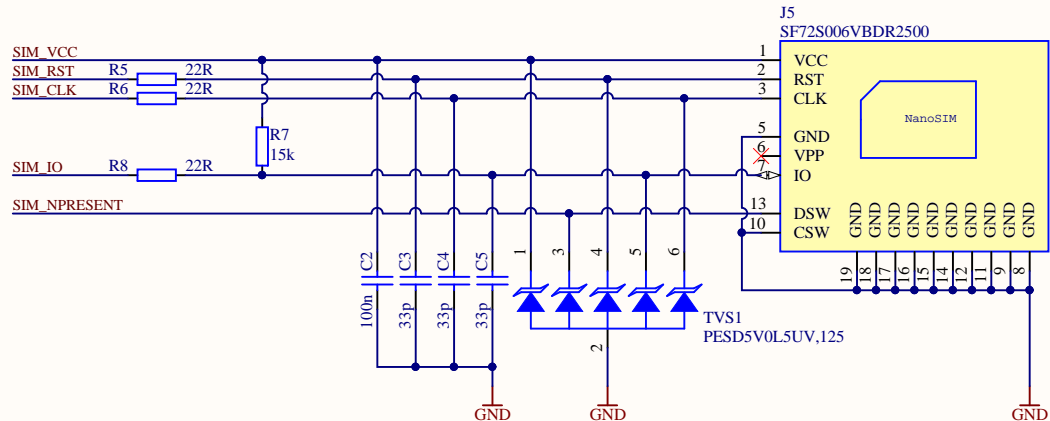 J5
SF72S006VBDR2500
SIM_VCC 1 VCC
SIM_RST R5 22R 2 RST
SIM_CLK R6 22R 3 CLK
NanoSIM
R7
15k
5 GND
6 VPP
SIM_IO R8 22R 7 IO
SIM_NPRESENT 13 DSW
10 CSW
GND GND GND GND GND GND GND GND GND GND
19 18 17 16 15 14 12 11 9 8
1 3 4 5 6
C2 C3 C4 C5
100n 33p 33p 33p
TVS1
PESD5V0L5UV,125
2
GND GND GND